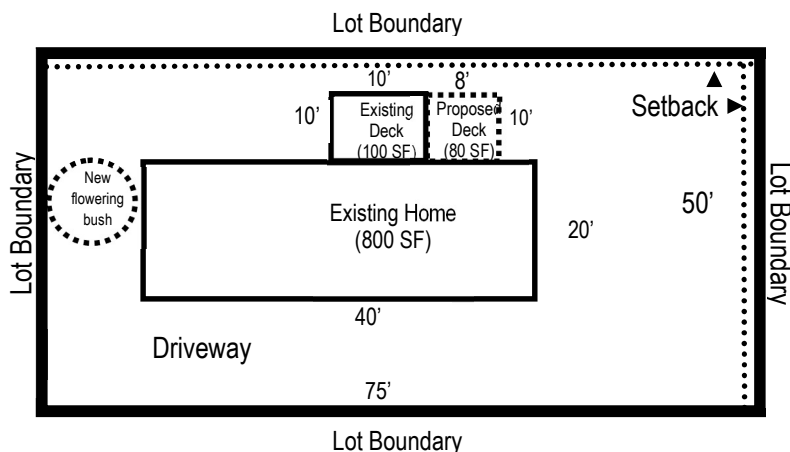 Lot Boundary
10’ 8’
Setback
10’
Existing
Deck
(100 SF)
Proposed
Deck
(80 SF)
10’
Lot Boundary
New
flowering
bush
Existing Home
(800 SF)
20’
50’
Lot Boundary
40’
Driveway
75’
Lot Boundary